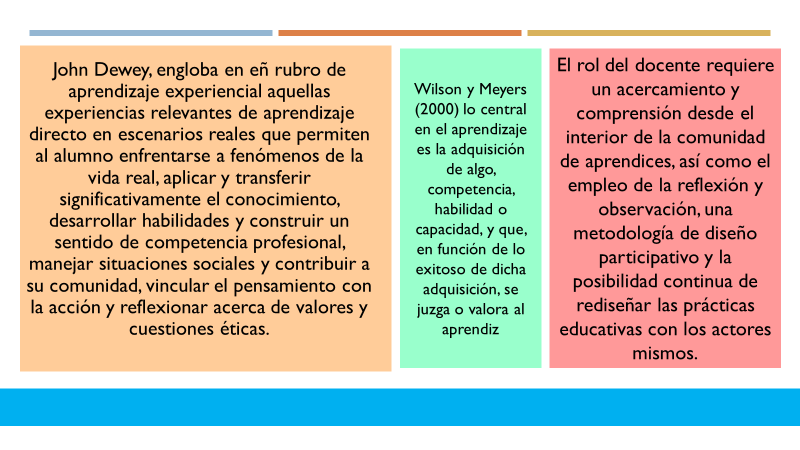 John Dewey, engloba en eñ rubro de
aprendizaje experiencial aquellas
experiencias relevantes de aprendizaje
directo en escenarios reales que permiten
al alumno enfrentarse a fenómenos de la
vida real, aplicar y transferir
significativamente el conocimiento,
desarrollar habilidades y construir un
sentido de competencia profesional,
manejar situaciones sociales y contribuir a
su comunidad, vincular el pensamiento con
la acción y reflexionar acerca de valores y
cuestiones éticas.
Wilson y Meyers
(2000) lo central
en el aprendizaje
es la adquisición
de algo,
competencia,
habilidad o
capacidad, y que,
en función de lo
exitoso de dicha
adquisición, se
juzga o valora al
aprendiz
El rol del docente requiere
un acercamiento y
comprensión desde el
interior de la comunidad
de aprendices, así como el
empleo de la reflexión y
observación, una
metodología de diseño
participativo y la
posibilidad continua de
rediseñar las prácticas
educativas con los actores
mismos.